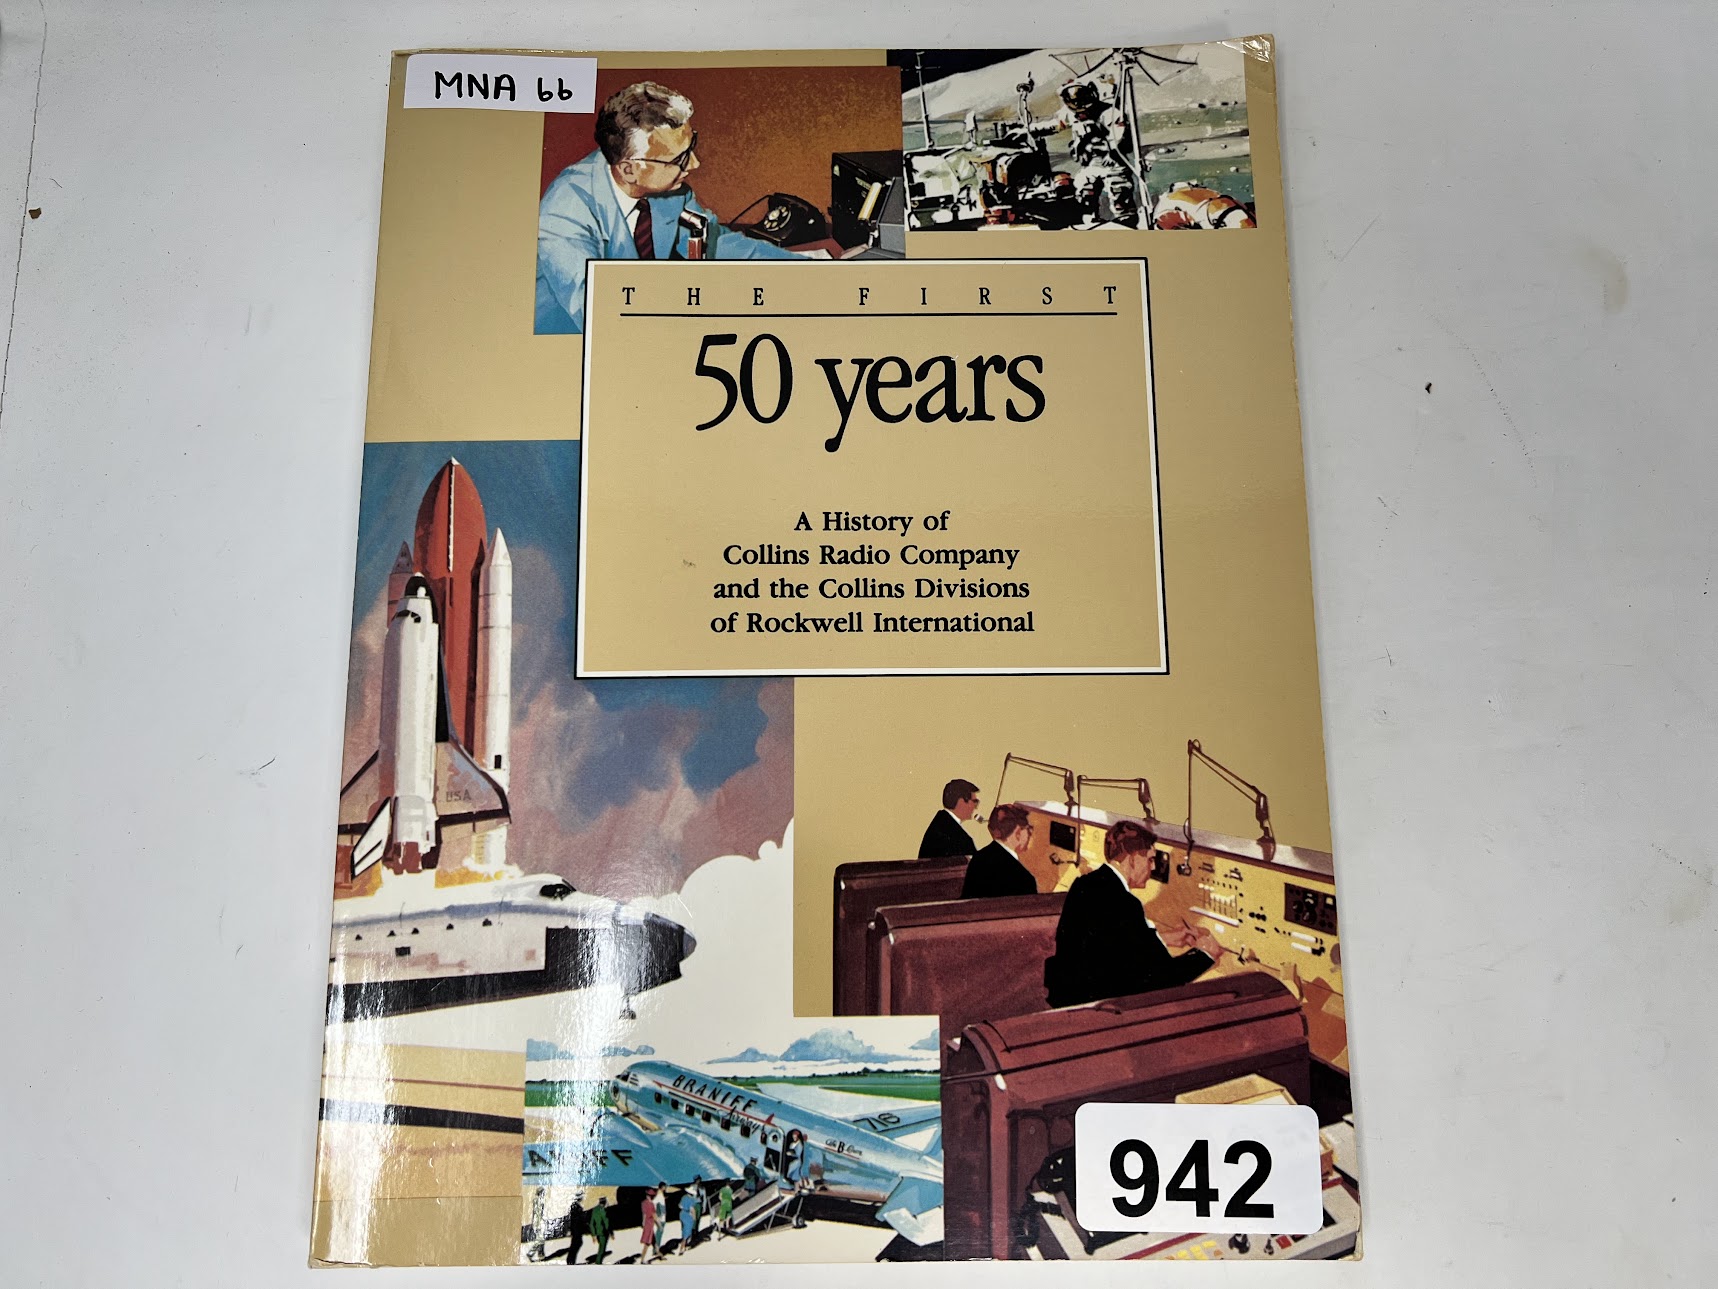 MNA 66
THE FIRST
50 years
A History of
Collins Radio Company
and the Collins Divisions
of Rockwell International
USA
BRANIFF
Airways
942